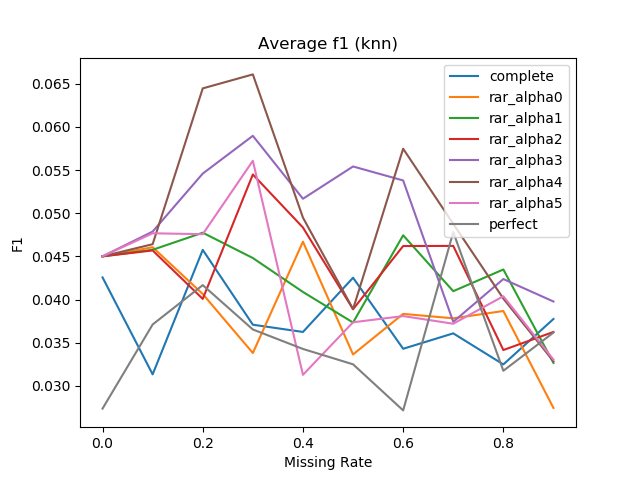 Average f1 (knn)
complete
rar_alpha0
rar_alpha1
rar_alpha2
rar_alpha3
rar_alpha4
rar_alpha5
perfect
0.065
0.060
0.055
0.050
0.045
0.040
0.035
0.030
F1
0.0 0.2 0.4 0.6 0.8
Missing Rate